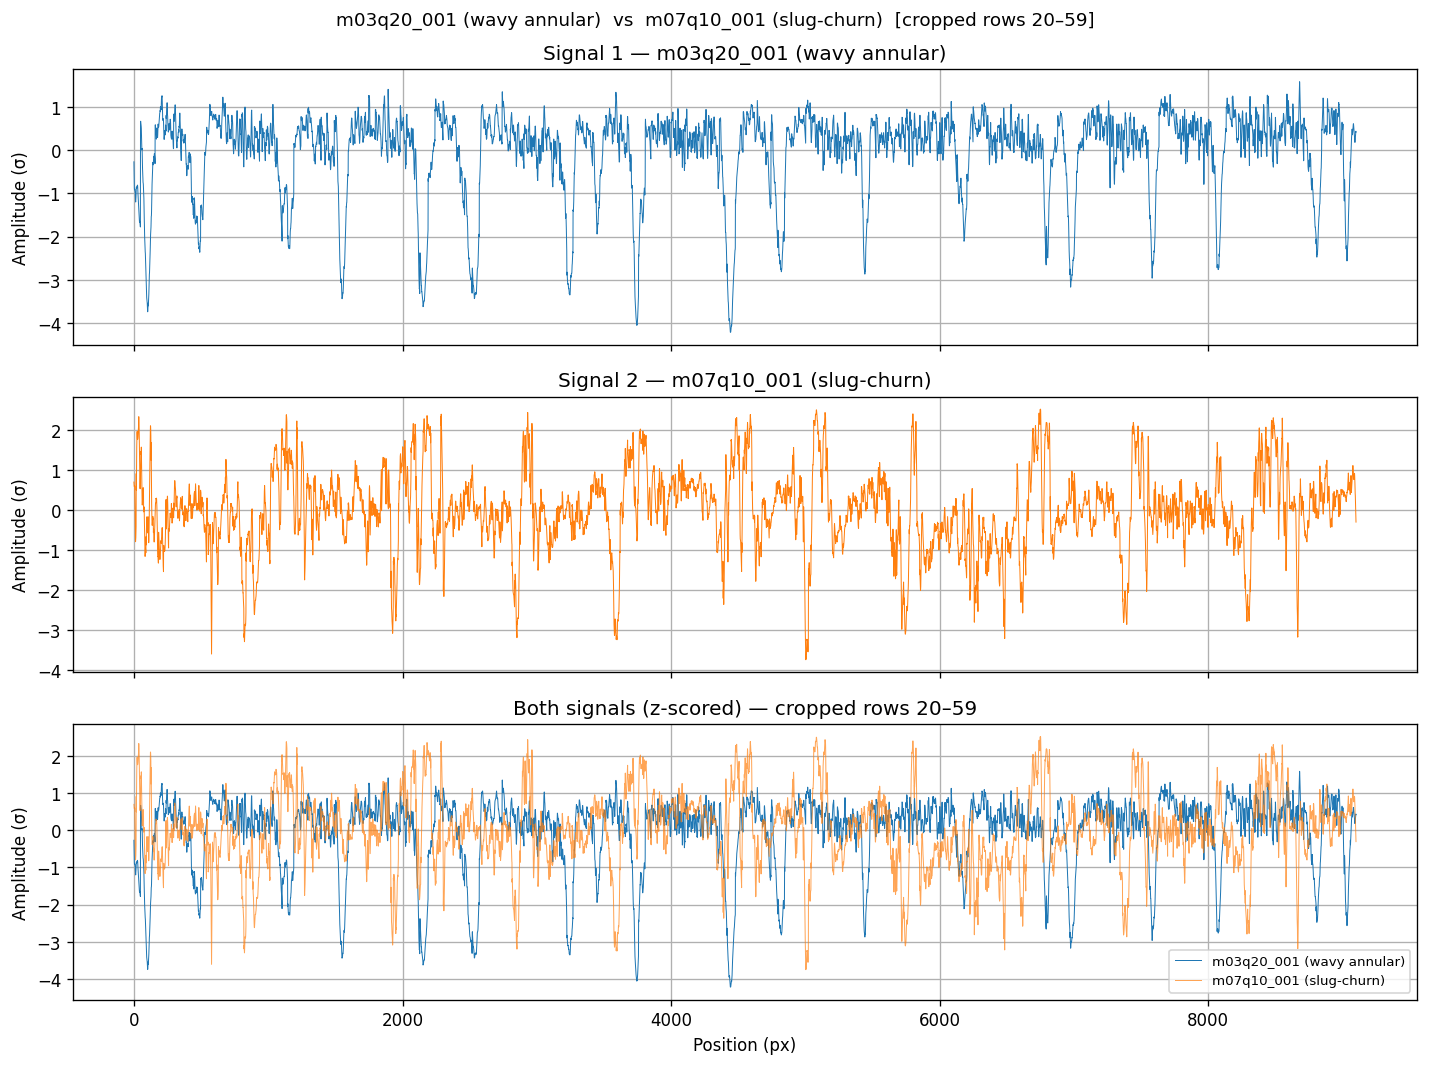 m03q20_001 (wavy annular)  vs  m07q10_001 (slug-churn)  [cropped rows 20–59]
Signal 1 — m03q20_001 (wavy annular)
1
0
−1
−2
−3
−4
Amplitude (σ)
Signal 2 — m07q10_001 (slug-churn)
2
1
0
−1
−2
−3
−4
Amplitude (σ)
Both signals (z-scored) — cropped rows 20–59
2
1
0
−1
−2
−3
−4
Amplitude (σ)
m03q20_001 (wavy annular)
m07q10_001 (slug-churn)
0 2000 4000 6000 8000
Position (px)